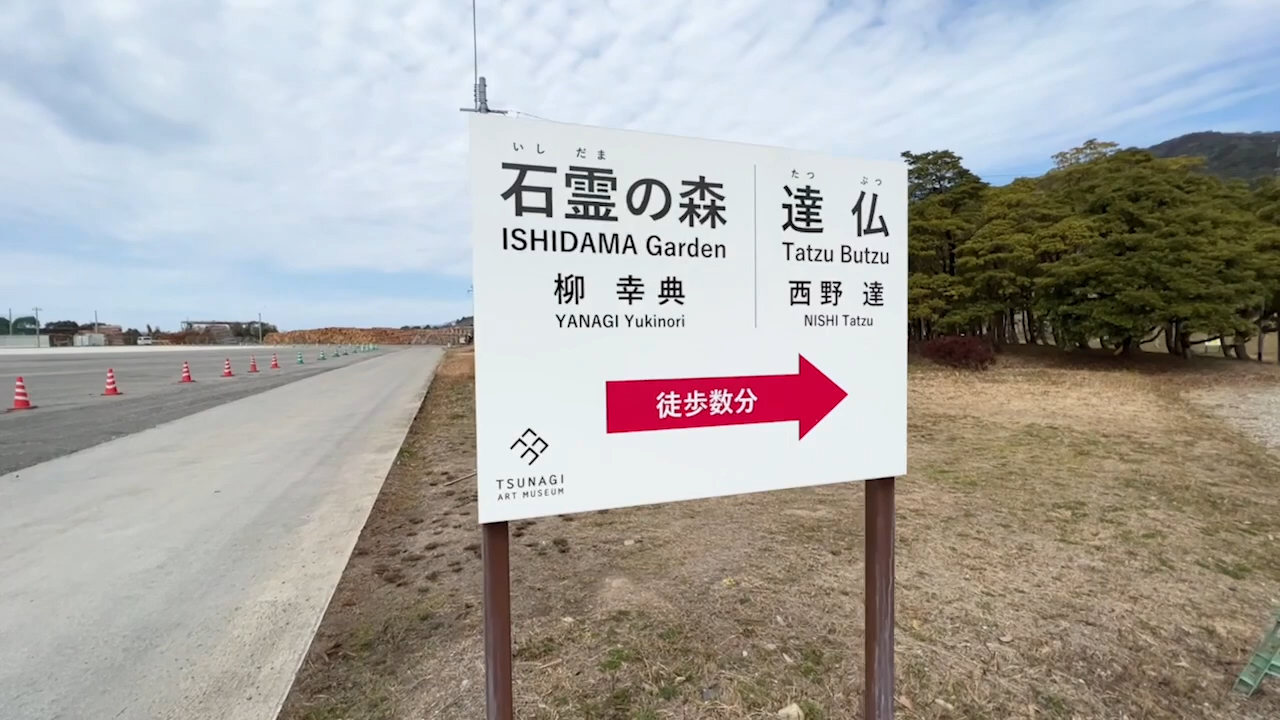 いし だま
石霊の森
ISHIDAMA Garden
柳 幸典
YANAGI Yukinori
たつ ぶつ
達 仏
Tatzu Butzu
西野 達
NISHI Tatzu
徒歩数分
TSUNAGI
ART MUSEUM